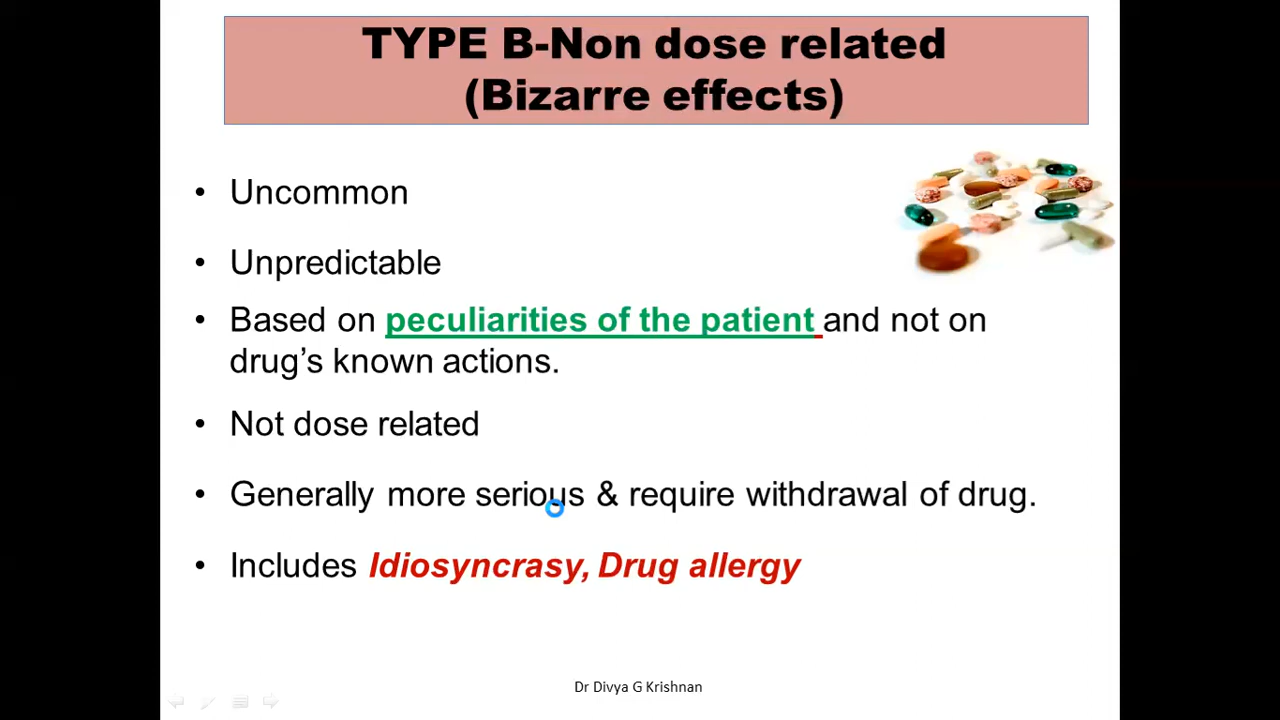 TYPE B-Non dose related
(Bizarre effects)
• Uncommon
• Unpredictable
• Based on peculiarities of the patient and not on
drug’s known actions.
• Not dose related
• Generally more serious & require withdrawal of drug.
• Includes Idiosyncrasy, Drug allergy
Dr Divya G Krishnan